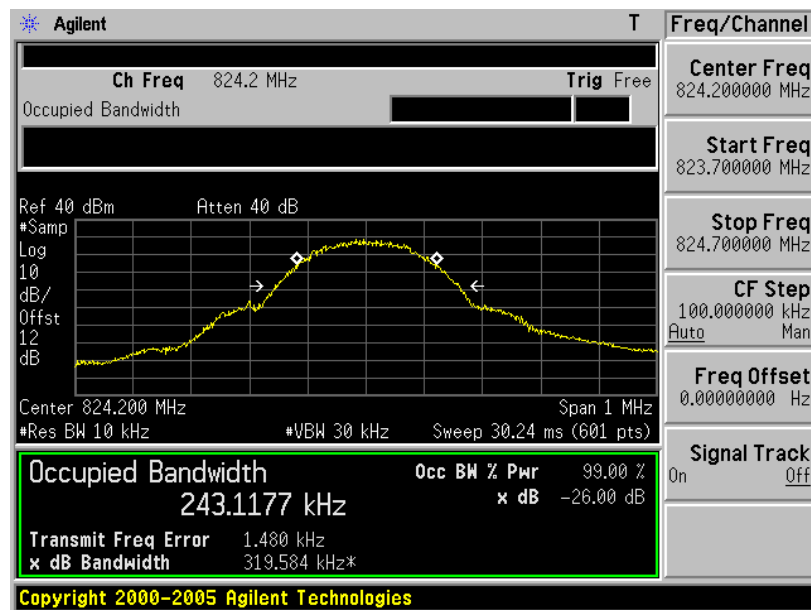 Agilent T
Freq/Channel
Ch Freq 824.2 MHz Trig Free
Occupied Bandwidth
Center Freq
824.200000 MHz
Start Freq
823.700000 MHz
Stop Freq
824.700000 MHz
CF Step
100.000000 kHz
Auto Man
Freq Offset
0.00000000 Hz
Signal Track
On Off
Ref 40 dBm Atten 40 dB
#Samp
Log
10
dB/
Offst
12
dB
Center 824.200 MHz Span 1 MHz
#Res BW 10 kHz #VBW 30 kHz Sweep 30.24 ms (601 pts)
Occupied Bandwidth
243.1177 kHz
Occ BW % Pwr 99.00 %
x dB -26.00 dB
Transmit Freq Error 1.480 kHz
x dB Bandwidth 319.584 kHz*
Copyright 2000-2005 Agilent Technologies